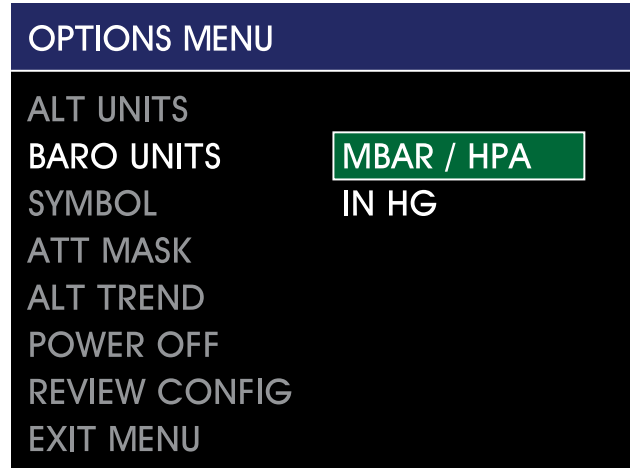 OPTIONS MENU
ALT UNITS
BARO UNITS MBAR / HPA
SYMBOL IN HG
ATT MASK
ALT TREND
POWER OFF
REVIEW CONFIG
EXIT MENU